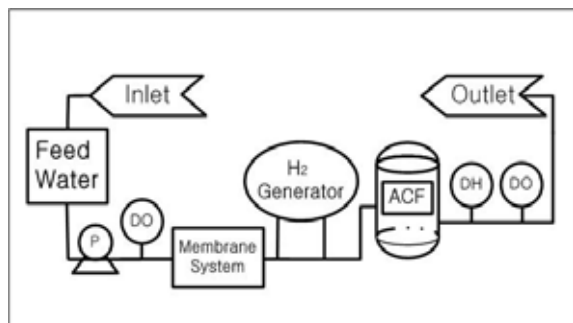 Inlet
Outlet
Feed
Water
P
DO
Membrane
System
H₂
Generator
ACF
DH
DO